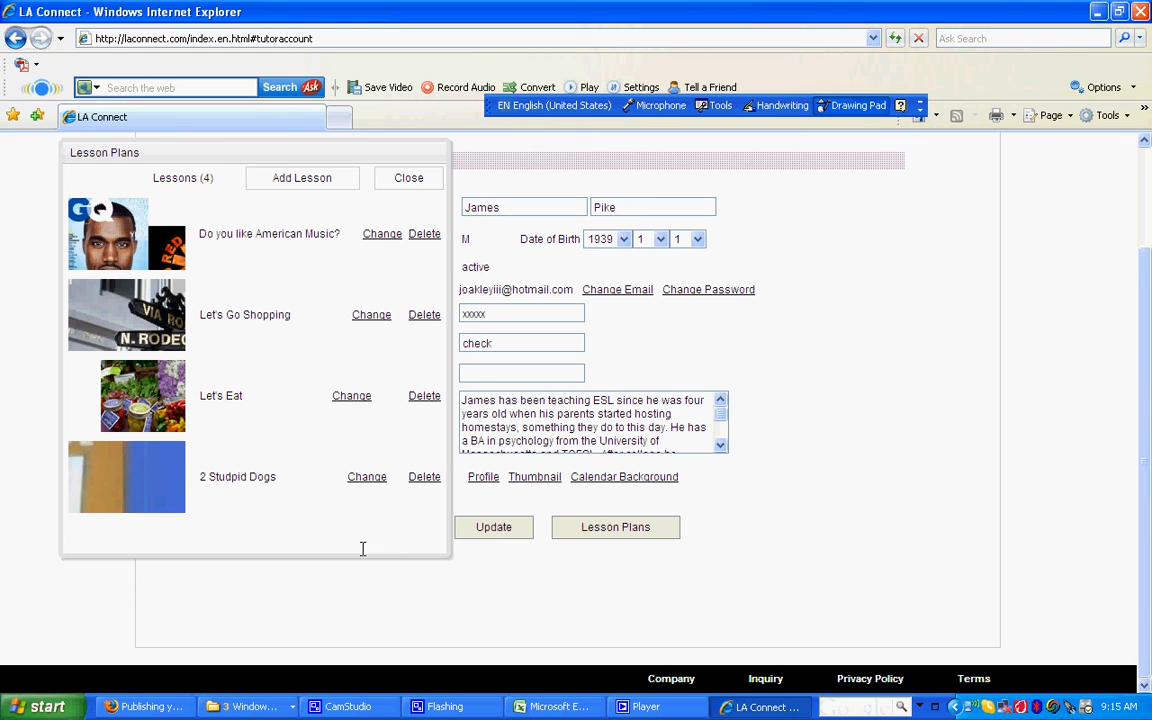 LA Connect - Windows Internet Explorer
http://laconnect.com/index.en.html#tutoraccount
Ask Search
Search the web
Search Ask
Save Video
Record Audio
Convert
Play
Settings
Tell a Friend
Options
EN English (United States)
Microphone
Tools
Handwriting
Drawing Pad
LA Connect
Page
Tools
Lesson Plans
Lessons (4)
Add Lesson
Close
GQ
Do you like American Music?
Change
Delete
VIA RO
N. RODEO
Let's Go Shopping
Change
Delete
Let's Eat
Change
Delete
2 Studpid Dogs
Change
Delete
James
Pike
M
Date of Birth
1939
1
1
active
joakleyiii@hotmail.com
Change Email
Change Password
xxxxx
check
James has been teaching ESL since he was four
years old when his parents started hosting
homestays, something they do to this day. He has
a BA in psychology from the University of
Profile
Thumbnail
Calendar Background
Update
Lesson Plans
Company
Inquiry
Privacy Policy
Terms
start
Publishing y...
3 Window...
CamStudio
Flashing
Microsoft E...
Player
LA Connect ...
9:15 AM